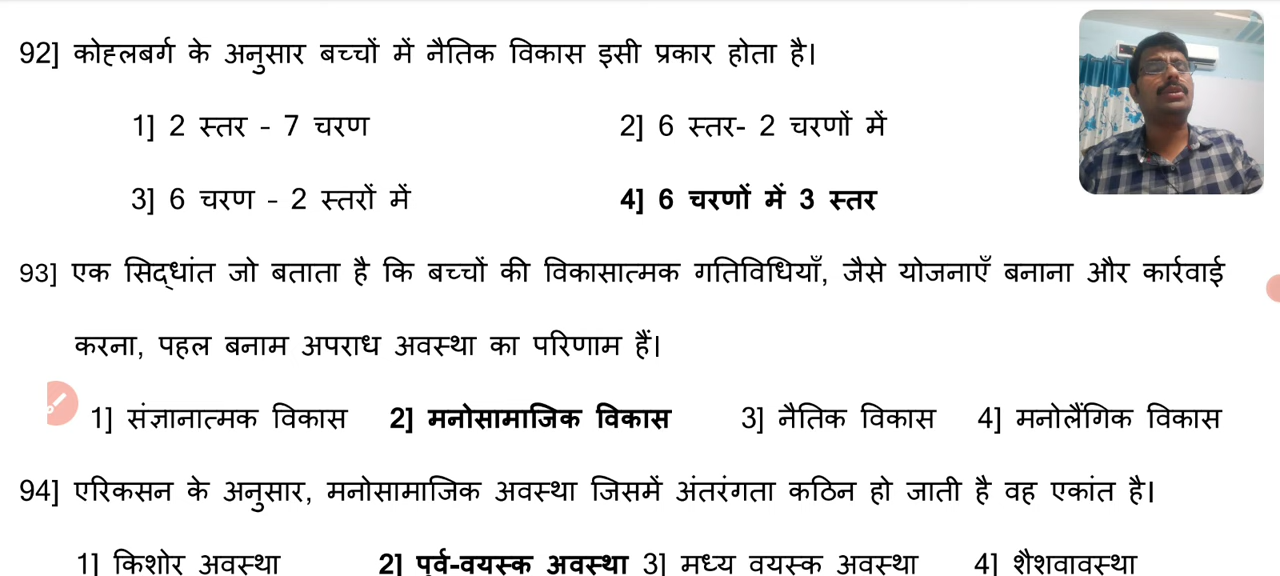 92] कोह्लबर्ग के अनुसार बच्चों में नैतिक विकास इसी प्रकार होता है।
1] 2 स्तर - 7 चरण 2] 6 स्तर- 2 चरणों में
3] 6 चरण - 2 स्तरों में 4] 6 चरणों में 3 स्तर
93] एक सिद्धांत जो बताता है कि बच्चों की विकासात्मक गतिविधियाँ, जैसे योजनाएँ बनाना और कार्रवाई
करना, पहल बनाम अपराध अवस्था का परिणाम हैं।
1] संज्ञानात्मक विकास 2] मनोसामाजिक विकास 3] नैतिक विकास 4] मनोलैंगिक विकास
94] एरिकसन के अनुसार, मनोसामाजिक अवस्था जिसमें अंतरंगता कठिन हो जाती है वह एकांत है।
1] किशोर अवस्था 2] पूर्व-वयस्क अवस्था 3] मध्य वयस्क अवस्था 4] शैशवावस्था